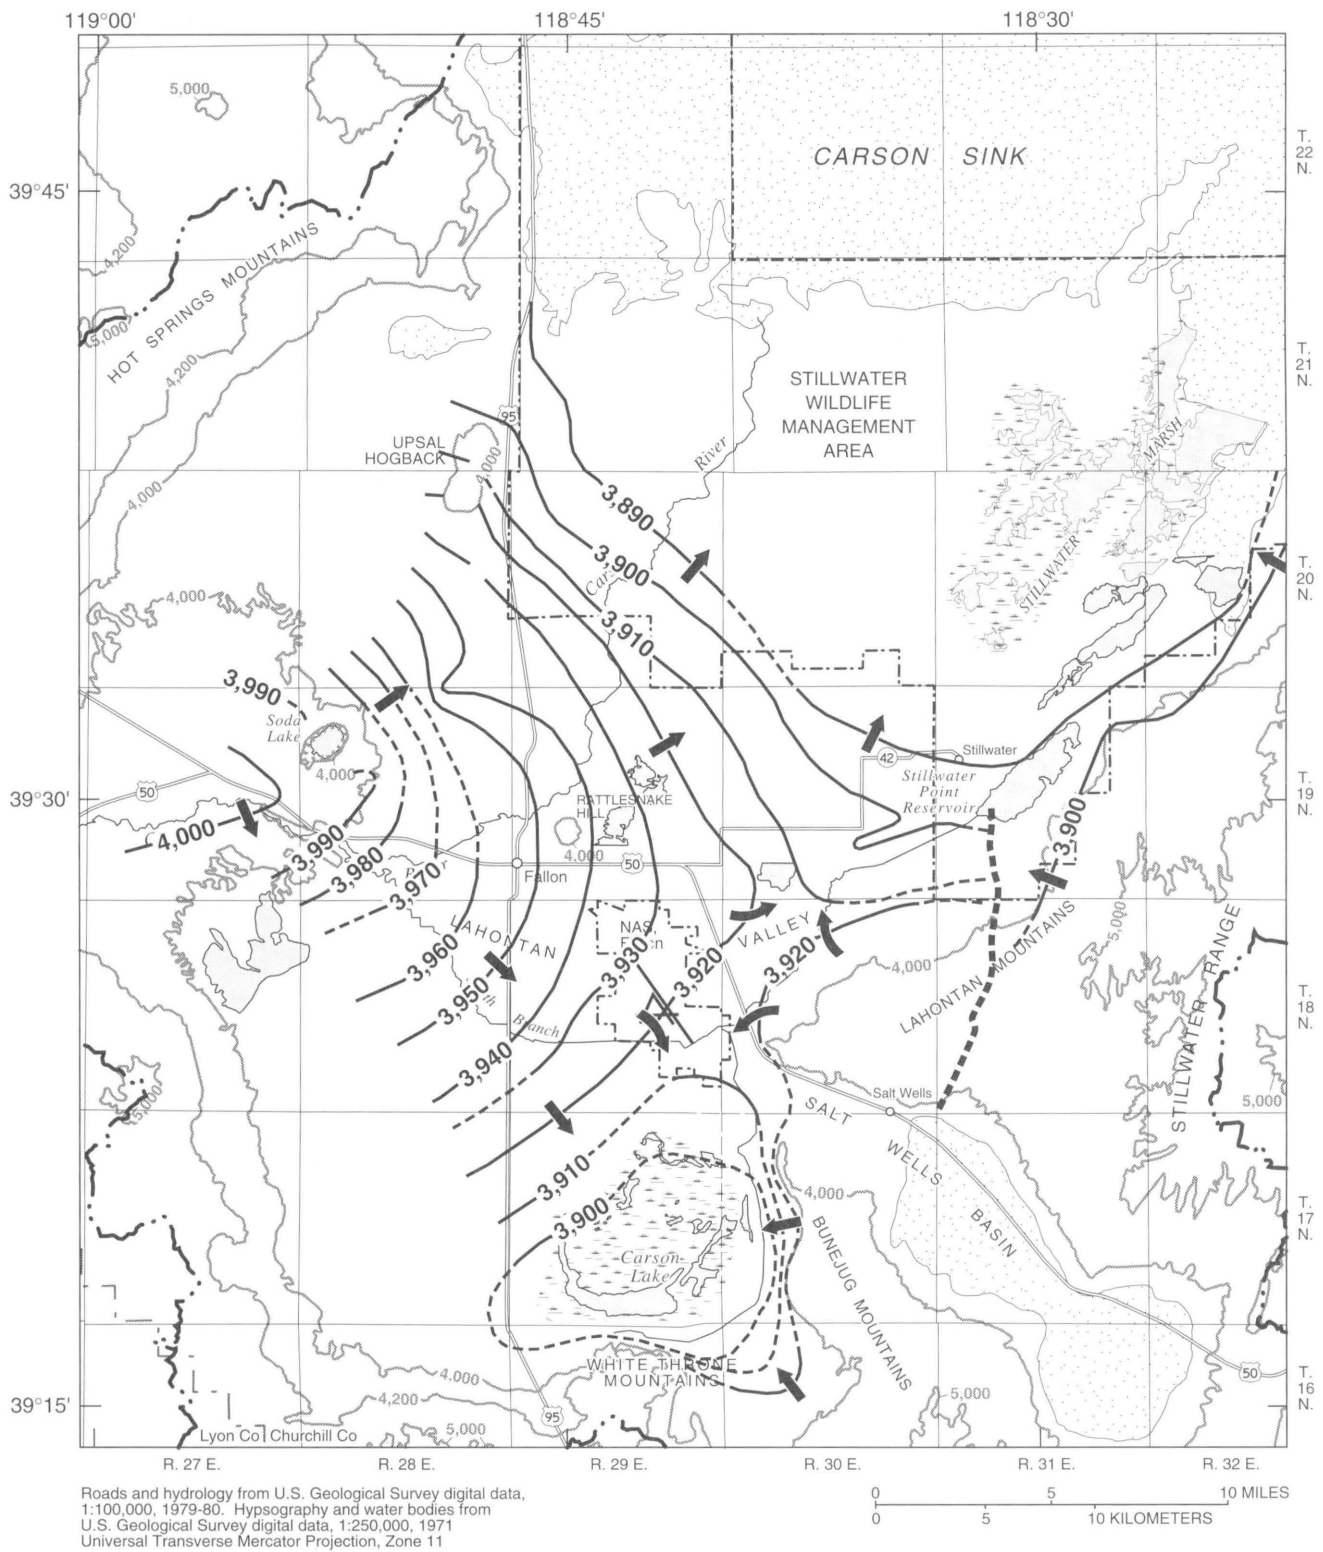 119°00'
118°45'
118°30'
5,000
CARSON SINK
T.
22
N.
39°45'
4,200
HOT SPRINGS MOUNTAINS
5,000
4,200
T.
21
N.
STILLWATER
WILDLIFE
MANAGEMENT
AREA
95
UPSAL
HOGBACK
4,000
River
MARSH
4,000
3,890
3,900
STILLWATER
T.
20
N.
4,000
3,910
3,990
Soda
Lake
4,000
42
Stillwater
Stillwater
Point
Reservoir
T.
19
N.
39°30'
50
RATTLESNAKE
HILL
4,000
3,990
4,000
50
3,900
3,980
Fallon
3,970
LAHONTAN
NAS
VALLEY
5,000
3,960
3,930
3,920
3,920
4,000
LAHONTAN MOUNTAINS
STILLWATER RANGE
T.
18
N.
3,950
Branch
3,940
5,000
Salt Wells
5,000
SALT
WELLS
BASIN
3,910
4,000
3,900
T.
17
N.
Carson
Lake
BUNEJUG MOUNTAINS
WHITE THRONE
MOUNTAINS
4,000
50
T.
16
N.
4,200
5,000
39°15'
95
5,000
Lyon Co Churchill Co
R. 27 E.
R. 28 E.
R. 29 E.
R. 30 E.
R. 31 E.
R. 32 E.
Roads and hydrology from U.S. Geological Survey digital data,
1:100,000, 1979-80. Hypsography and water bodies from
U.S. Geological Survey digital data, 1:250,000, 1971
Universal Transverse Mercator Projection, Zone 11
0 5 10 MILES
0 5 10 KILOMETERS